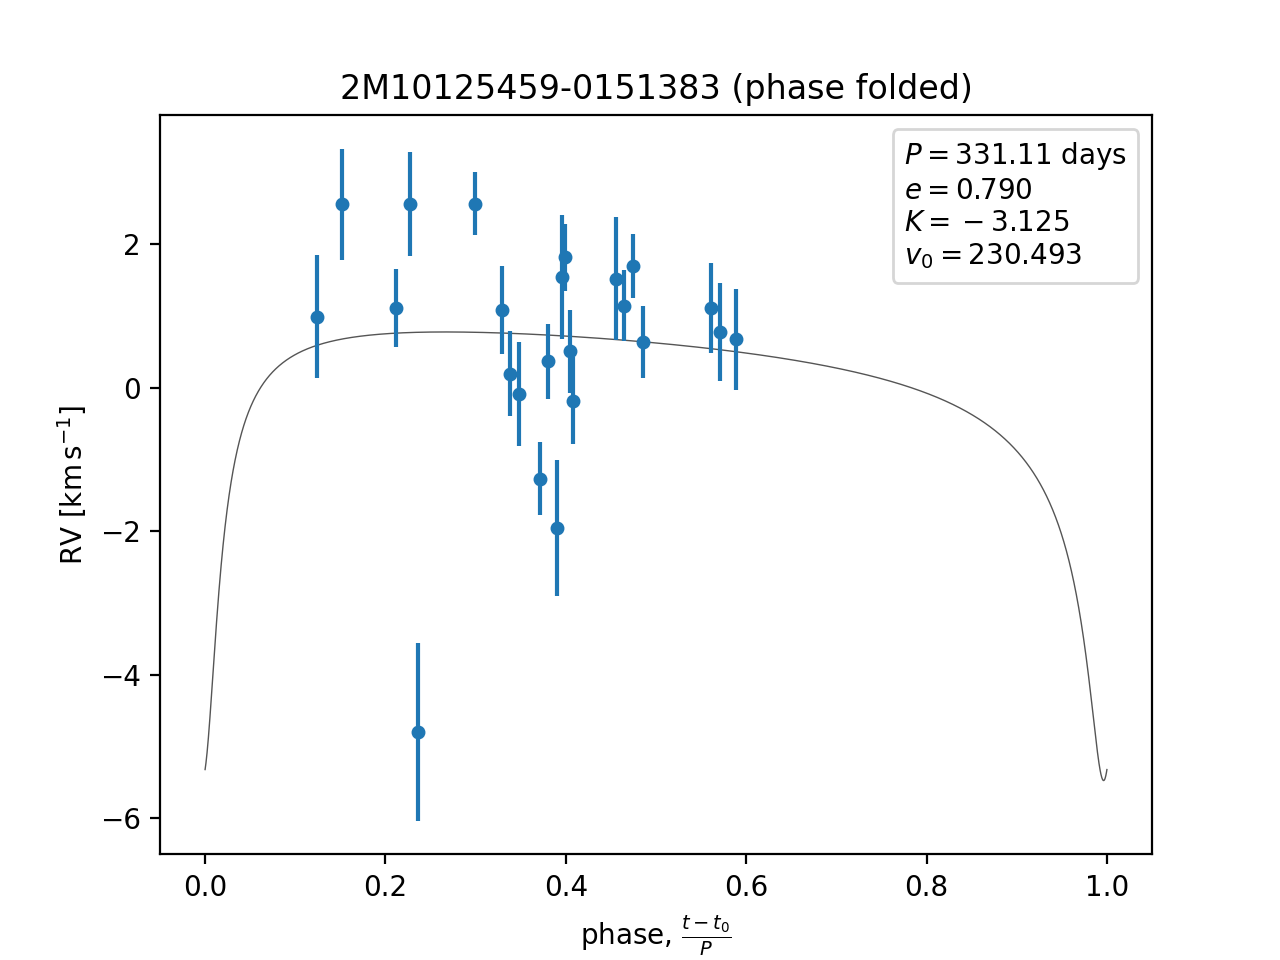 2M10125459-0151383 (phase folded)
P = 331.11 days
e = 0.790
K = −3.125
v₀ = 230.493
RV [km s⁻¹]
2
0
−2
−4
−6
0.0 0.2 0.4 0.6 0.8 1.0
phase, (t − t₀)/P